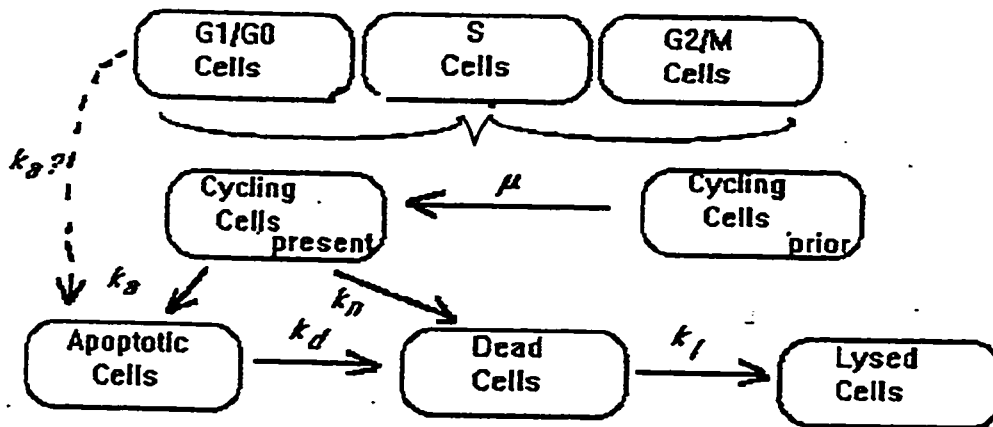 G1/G0
Cells
S
Cells
G2/M
Cells
ka?
Cycling
Cells
present
μ
Cycling
Cells
prior
ka
kn
Apoptotic
Cells
kd
Dead
Cells
kl
Lysed
Cells